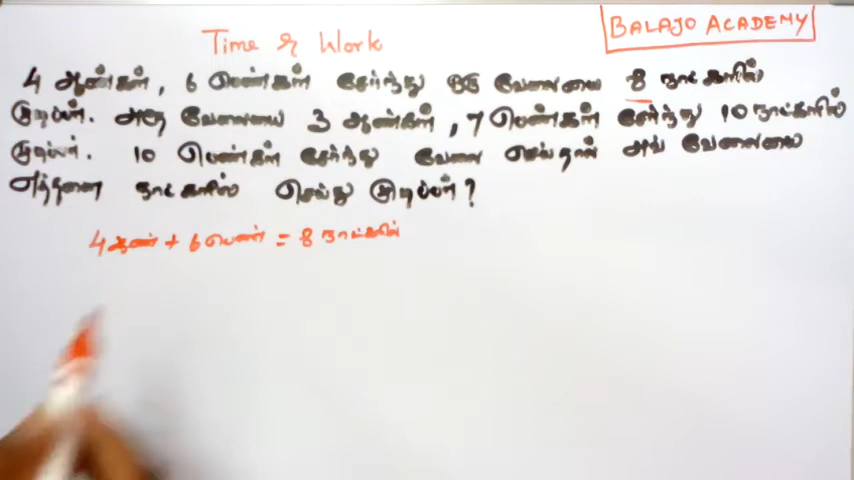 BALAJO ACADEMY
Time & Work
4 ஆண்கள், 6 பெண்கள் சேர்ந்து ஒரு வேலையை 8 நாட்களில்
முடிப்பர். அதே வேலையை 3 ஆண்கள், 7 பெண்கள் சேர்ந்து 10 நாட்களில்
முடிப்பர். 10 பெண்கள் சேர்ந்து வேலை செய்தால் அவ் வேலையை
எத்தனை நாட்களில் செய்து முடிப்பர்?
4 ஆண் + 6 பெண் = 8 நாட்களில்